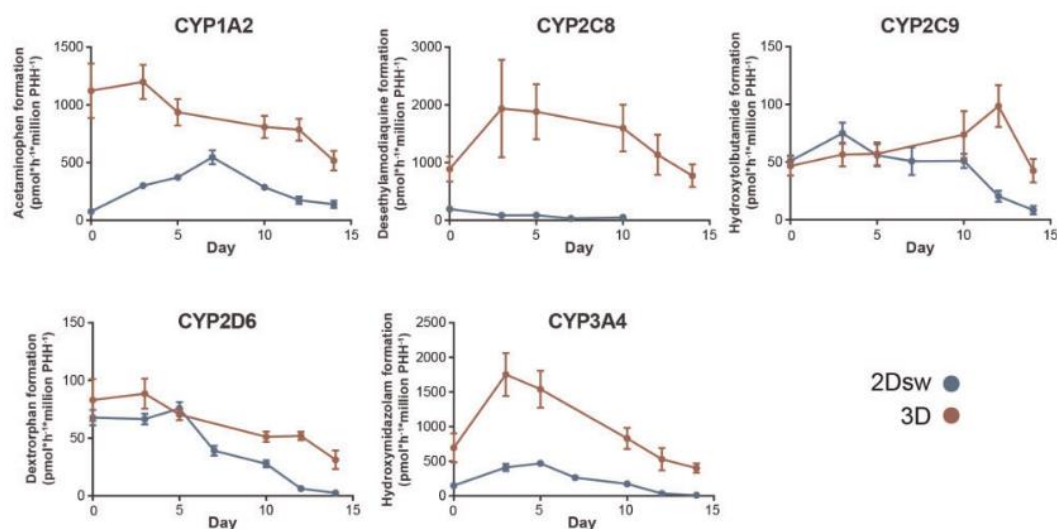 CYP1A2
Acetaminophen formation
(pmol*h⁻¹*million PHH⁻¹)
1500
1000
500
0
0
5
10
15
Day
CYP2C8
Desethylamodiaquine formation
(pmol*h⁻¹*million PHH⁻¹)
3000
2000
1000
0
0
5
10
15
Day
CYP2C9
Hydroxytolbutamide formation
(pmol*h⁻¹*million PHH⁻¹)
150
100
50
0
0
5
10
15
Day
CYP2D6
Dextrorphan formation
(pmol*h⁻¹*million PHH⁻¹)
150
100
50
0
0
5
10
15
Day
CYP3A4
Hydroxymidazolam formation
(pmol*h⁻¹*million PHH⁻¹)
2500
2000
1500
1000
500
0
0
5
10
15
Day
2Dsw
3D